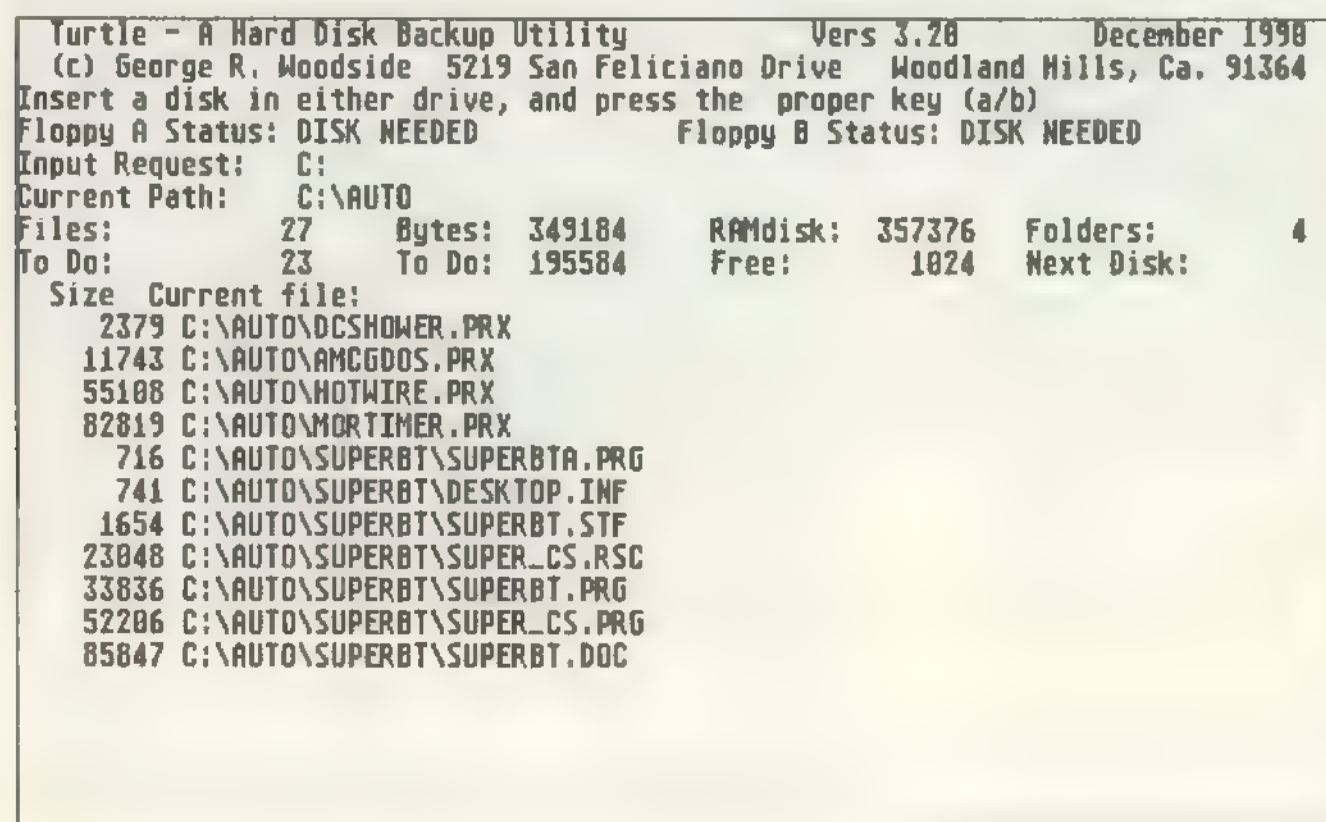 Turtle - A Hard Disk Backup Utility Vers 3.20 December 1990
(c) George R. Woodside 5219 San Feliciano Drive Woodland Hills, Ca. 91364
Insert a disk in either drive, and press the proper key (a/b)
Floppy A Status: DISK NEEDED Floppy B Status: DISK NEEDED
Input Request: C:
Current Path: C:\AUTO
Files: 27 Bytes: 349184 RAMdisk: 357376 Folders: 4
To Do: 23 To Do: 195584 Free: 1024 Next Disk:
Size Current file:
2379 C:\AUTO\DCSHOWER.PRX
11743 C:\AUTO\AMCGDOS.PRX
55108 C:\AUTO\HOTWIRE.PRX
82819 C:\AUTO\MORTIMER.PRX
716 C:\AUTO\SUPERBT\SUPERBTA.PRG
741 C:\AUTO\SUPERBT\DESKTOP.INF
1654 C:\AUTO\SUPERBT\SUPERBT.STF
23048 C:\AUTO\SUPERBT\SUPER_CS.RSC
33836 C:\AUTO\SUPERBT\SUPERBT.PRG
52206 C:\AUTO\SUPERBT\SUPER_CS.PRG
85847 C:\AUTO\SUPERBT\SUPERBT.DOC